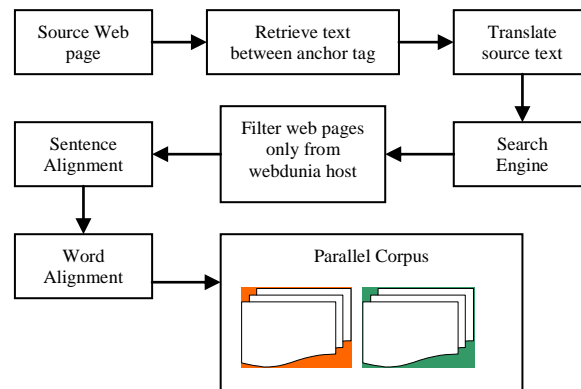 Source Web
page
Retrieve text
between anchor tag
Translate
source text
Search
Engine
Filter web pages
only from
webdunia host
Sentence
Alignment
Word
Alignment
Parallel Corpus